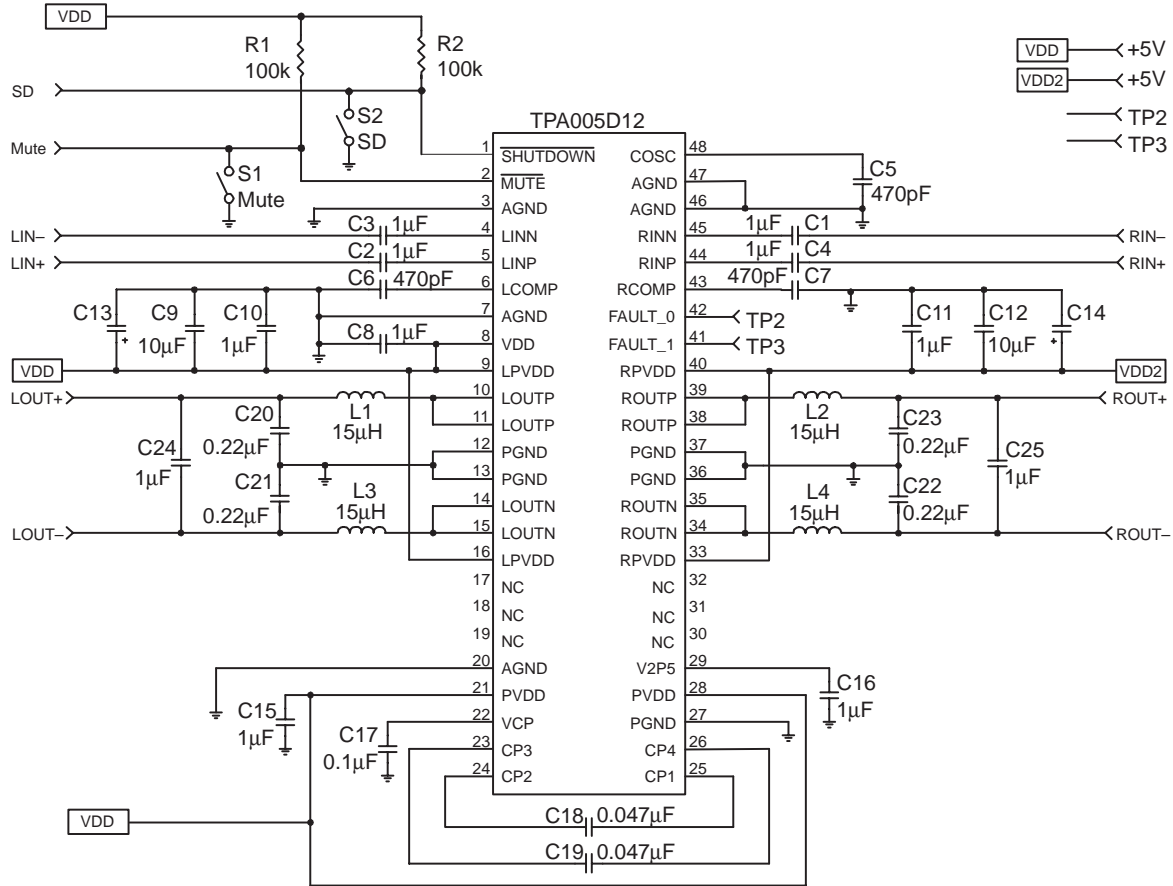 VDD
R1
100k
R2
100k
VDD
+5V
VDD2
+5V
TP2
TP3
SD
S2
SD
Mute
S1
Mute
TPA005D12
1
SHUTDOWN
COSC
48
C5
470pF
2
MUTE
AGND
47
3
AGND
AGND
46
LIN–
C3
1μF
4
LINN
RINN
45
1μF
C1
RIN–
LIN+
C2
1μF
5
LINP
RINP
44
1μF
C4
RIN+
C6
470pF
6
LCOMP
RCOMP
43
470pF
C7
C13
C9
10μF
C10
1μF
7
AGND
FAULT_0
42
TP2
C11
1μF
C12
10μF
C14
C8
1μF
8
VDD
FAULT_1
41
TP3
VDD
9
LPVDD
RPVDD
40
VDD2
LOUT+
10
LOUTP
ROUTP
39
ROUT+
C24
1μF
C20
0.22μF
L1
15μH
11
LOUTP
ROUTP
38
L2
15μH
C23
0.22μF
C25
1μF
12
PGND
PGND
37
13
PGND
PGND
36
C21
0.22μF
L3
15μH
14
LOUTN
ROUTN
35
L4
15μH
C22
0.22μF
LOUT–
15
LOUTN
ROUTN
34
ROUT–
16
LPVDD
RPVDD
33
17
NC
NC
32
18
NC
NC
31
19
NC
NC
30
20
AGND
V2P5
29
C16
1μF
C15
1μF
21
PVDD
PVDD
28
C17
0.1μF
22
VCP
PGND
27
23
CP3
CP4
26
24
CP2
CP1
25
VDD
C18
0.047μF
C19
0.047μF